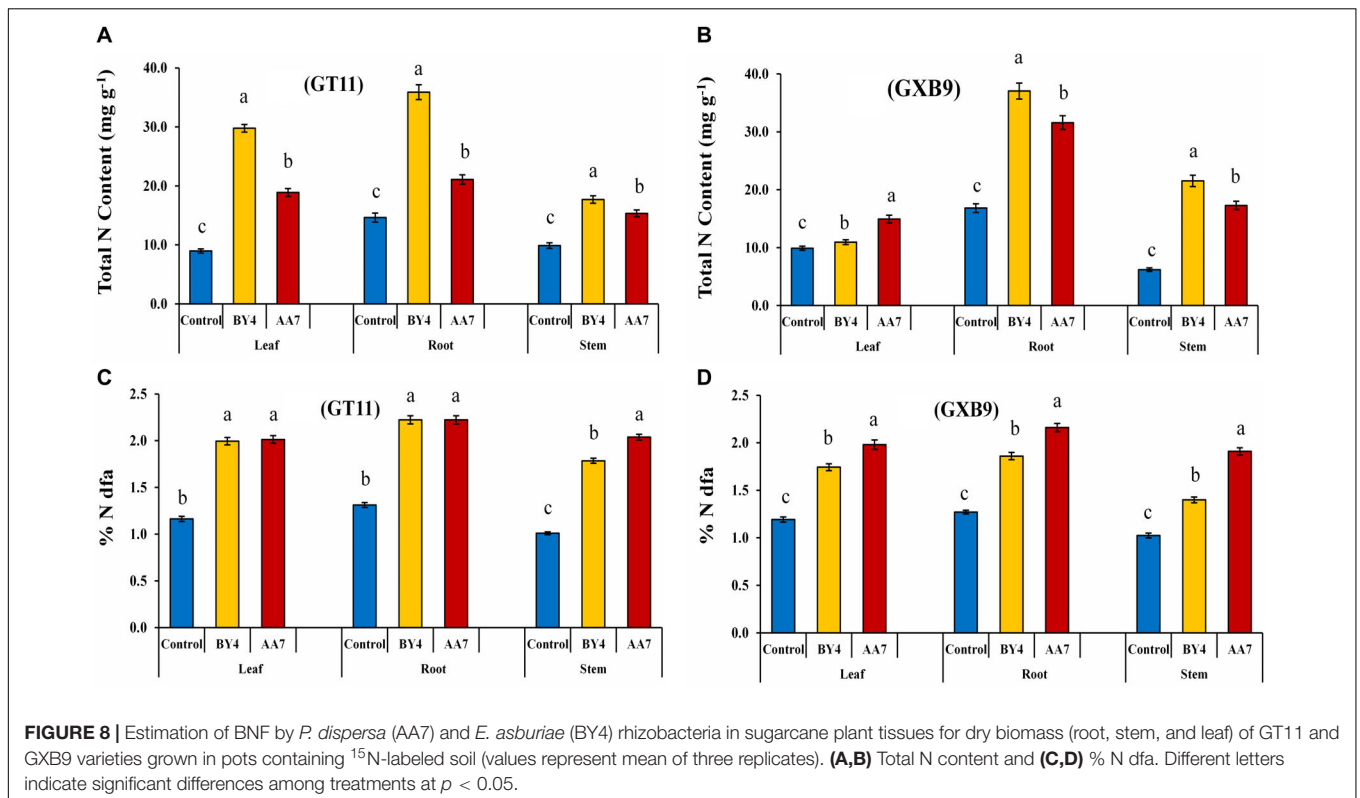 A
(GT11)
Total N Content (mg g⁻¹)
40.0
30.0
20.0
10.0
0.0
c a b c a b c a b
Control BY4 AA7 Control BY4 AA7 Control BY4 AA7
Leaf Root Stem
B
(GXB9)
Total N Content (mg g⁻¹)
40.0
30.0
20.0
10.0
0.0
c b a c a b c a b
Control BY4 AA7 Control BY4 AA7 Control BY4 AA7
Leaf Root Stem
C
(GT11)
% N dfa
2.5
2.0
1.5
1.0
0.5
0.0
b a a b a a c b a
Control BY4 AA7 Control BY4 AA7 Control BY4 AA7
Leaf Root Stem
D
(GXB9)
% N dfa
2.5
2.0
1.5
1.0
0.5
0.0
c b a c b a c b a
Control BY4 AA7 Control BY4 AA7 Control BY4 AA7
Leaf Root Stem
FIGURE 8 | Estimation of BNF by P. dispersa (AA7) and E. asburiae (BY4) rhizobacteria in sugarcane plant tissues for dry biomass (root, stem, and leaf) of GT11 and
GXB9 varieties grown in pots containing ¹⁵N-labeled soil (values represent mean of three replicates). (A,B) Total N content and (C,D) % N dfa. Different letters
indicate significant differences among treatments at p < 0.05.